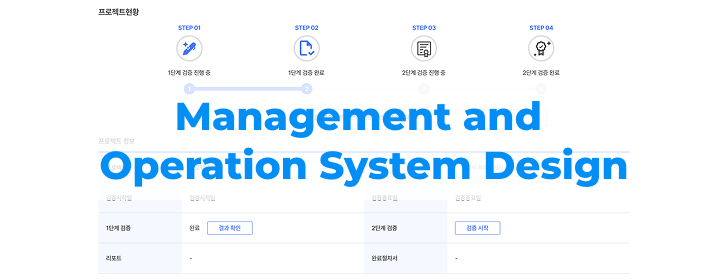 프로젝트현황
STEP 01 STEP 02 STEP 03 STEP 04
1단계 검증 진행 중 1단계 검증 완료 2단계 검증 진행 중 2단계 검증 완료
1 2
Management and
프로젝트 정보
Operation System Design
검증시작일 검증시작일 검증종료일 검증종료일
1단계 검증 완료 결과 확인 2단계 검증 검증 시작
리포트 - 완료절차서 -